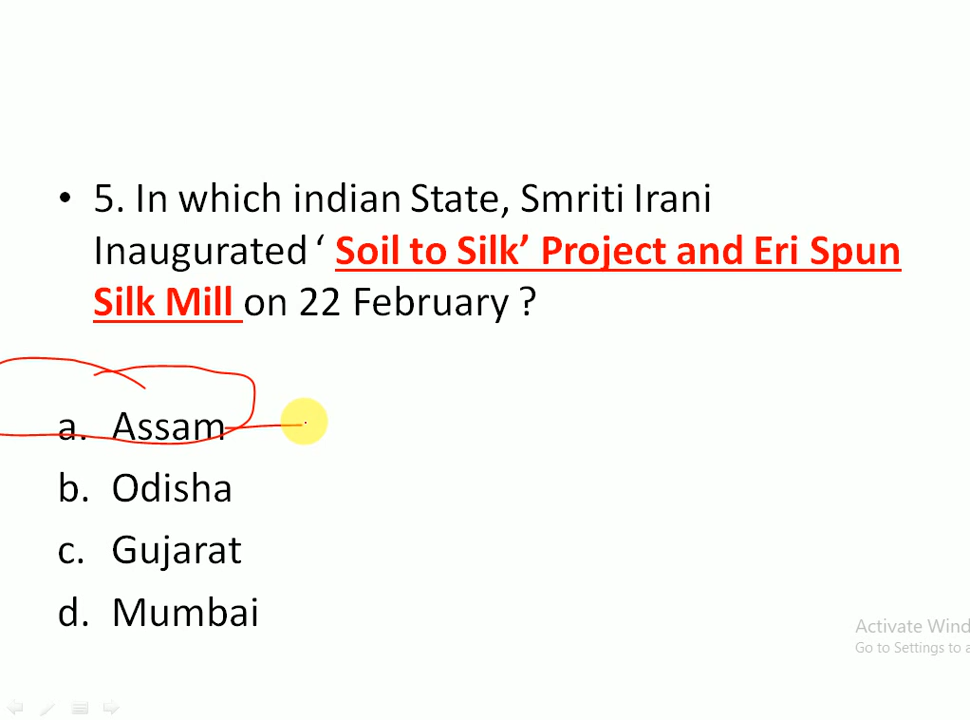 • 5. In which indian State, Smriti Irani
Inaugurated ‘ Soil to Silk’ Project and Eri Spun
Silk Mill on 22 February ?
a. Assam
b. Odisha
c. Gujarat
d. Mumbai
Activate Wind
Go to Settings to a